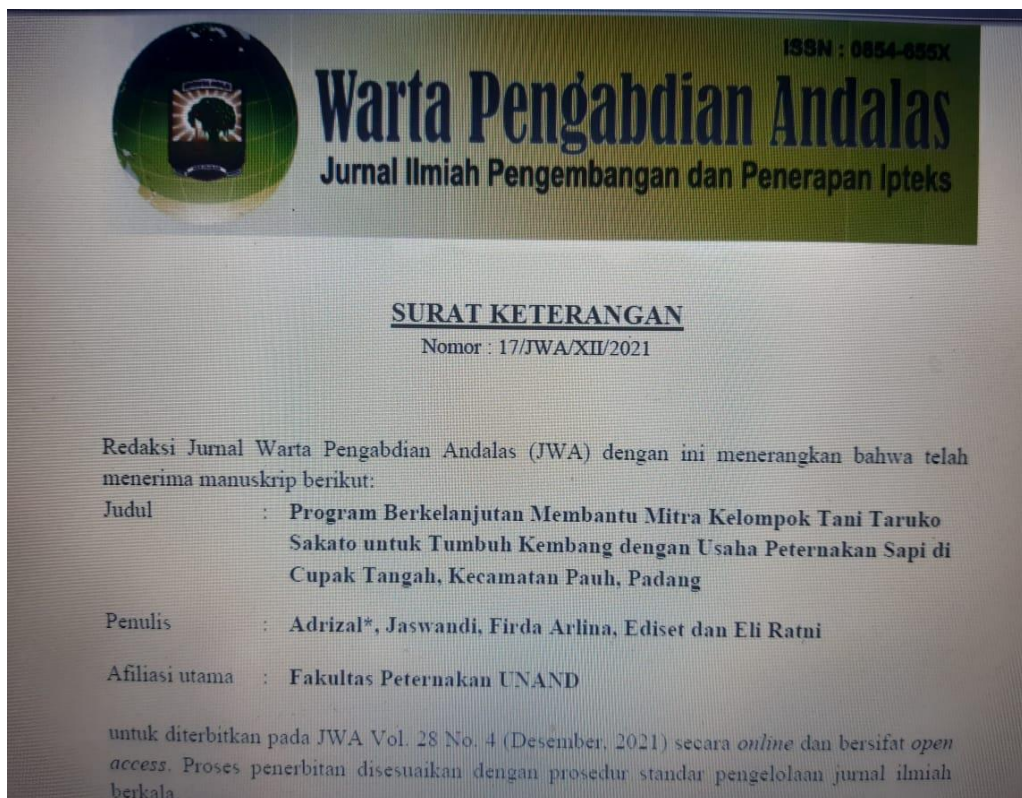 ISSN : 0854-655X
Warta Pengabdian Andalas
Jurnal Ilmiah Pengembangan dan Penerapan Ipteks
SURAT KETERANGAN
Nomor : 17/JWA/XII/2021
Redaksi Jurnal Warta Pengabdian Andalas (JWA) dengan ini menerangkan bahwa telah
menerima manuskrip berikut:
Judul : Program Berkelanjutan Membantu Mitra Kelompok Tani Taruko
Sakato untuk Tumbuh Kembang dengan Usaha Peternakan Sapi di
Cupak Tangah, Kecamatan Pauh, Padang
Penulis : Adrizal*, Jaswandi, Firda Arlina, Ediset dan Eli Ratni
Afiliasi utama : Fakultas Peternakan UNAND
untuk diterbitkan pada JWA Vol. 28 No. 4 (Desember, 2021) secara online dan bersifat open
access. Proses penerbitan disesuaikan dengan prosedur standar pengelolaan jurnal ilmiah
berkala